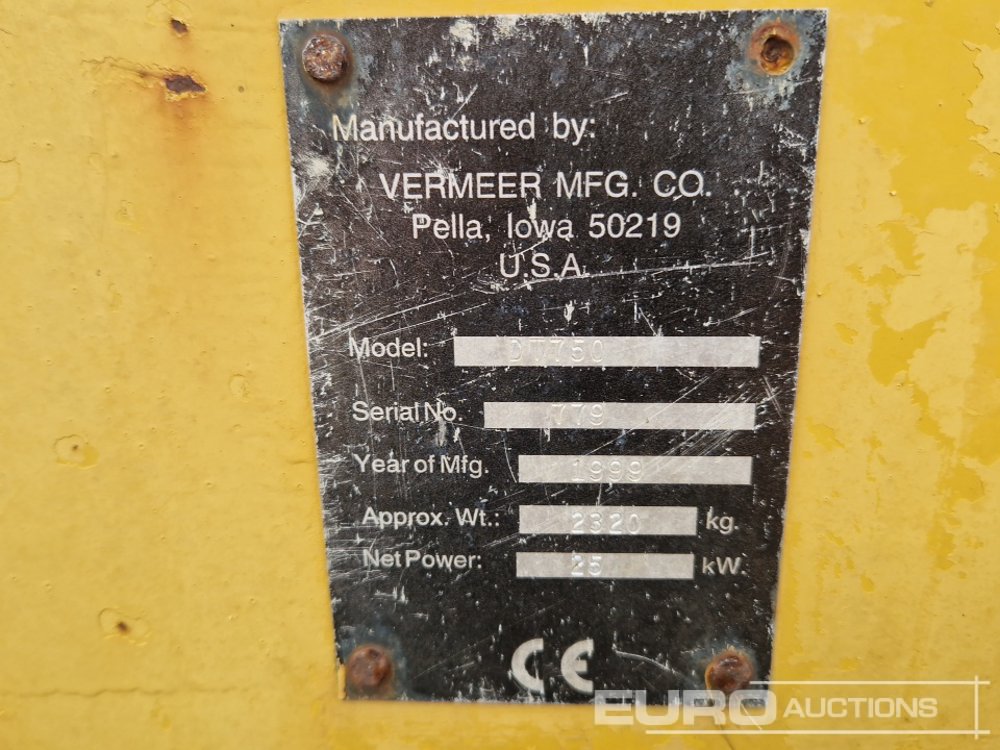 Manufactured by:
VERMEER MFG. CO.
Pella, Iowa 50219
U.S.A.
Model:
Serial No. 779
Year of Mfg. 1999
Approx. Wt.: 2320 kg.
Net Power: 25 kW.
CE
EURO AUCTIONS